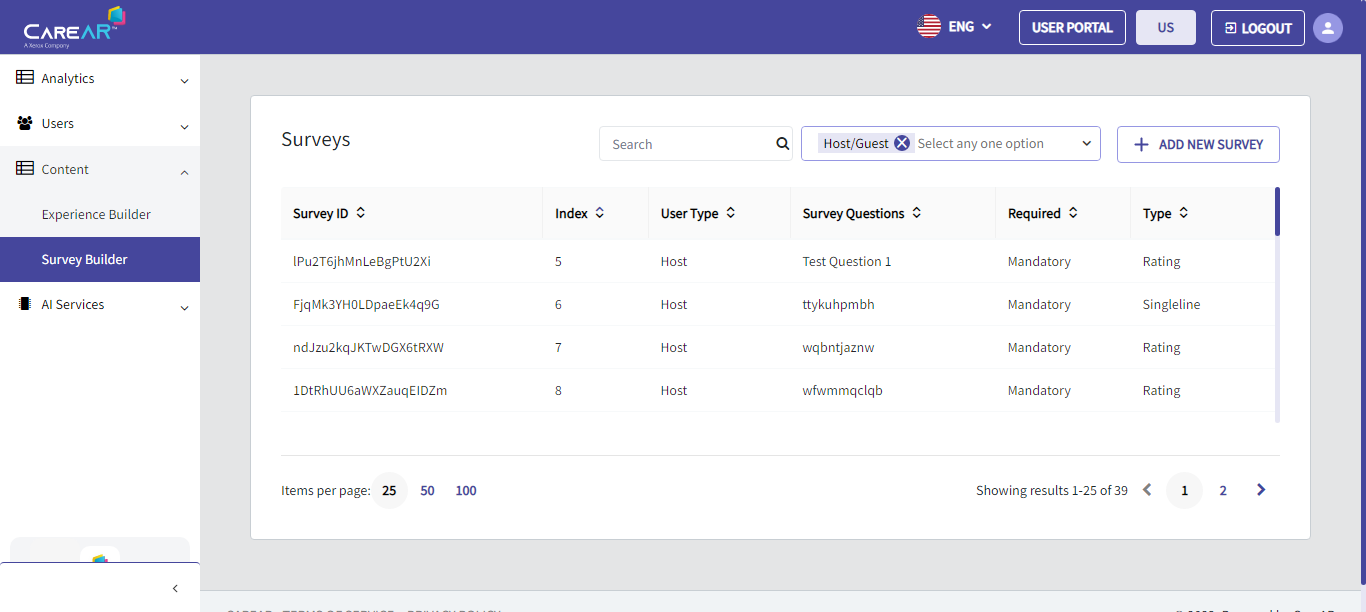 CAREAR™
A Xerox Company
ENG
USER PORTAL
US
LOGOUT
Analytics
Users
Content
Experience Builder
Survey Builder
AI Services
Surveys
Search
Host/Guest Select any one option
ADD NEW SURVEY
Survey ID Index User Type Survey Questions Required Type
lPu2T6jhMnLeBgPtU2Xi 5 Host Test Question 1 Mandatory Rating
FjqMk3YH0LDpaeEk4q9G 6 Host ttykuhpmbh Mandatory Singleline
ndJzu2kqJKTwDGX6tRXW 7 Host wqbntjaznw Mandatory Rating
1DtRhUU6aWXZauqEIDZm 8 Host wfwmmqclqb Mandatory Rating
Items per page: 25 50 100
Showing results 1-25 of 39 1 2